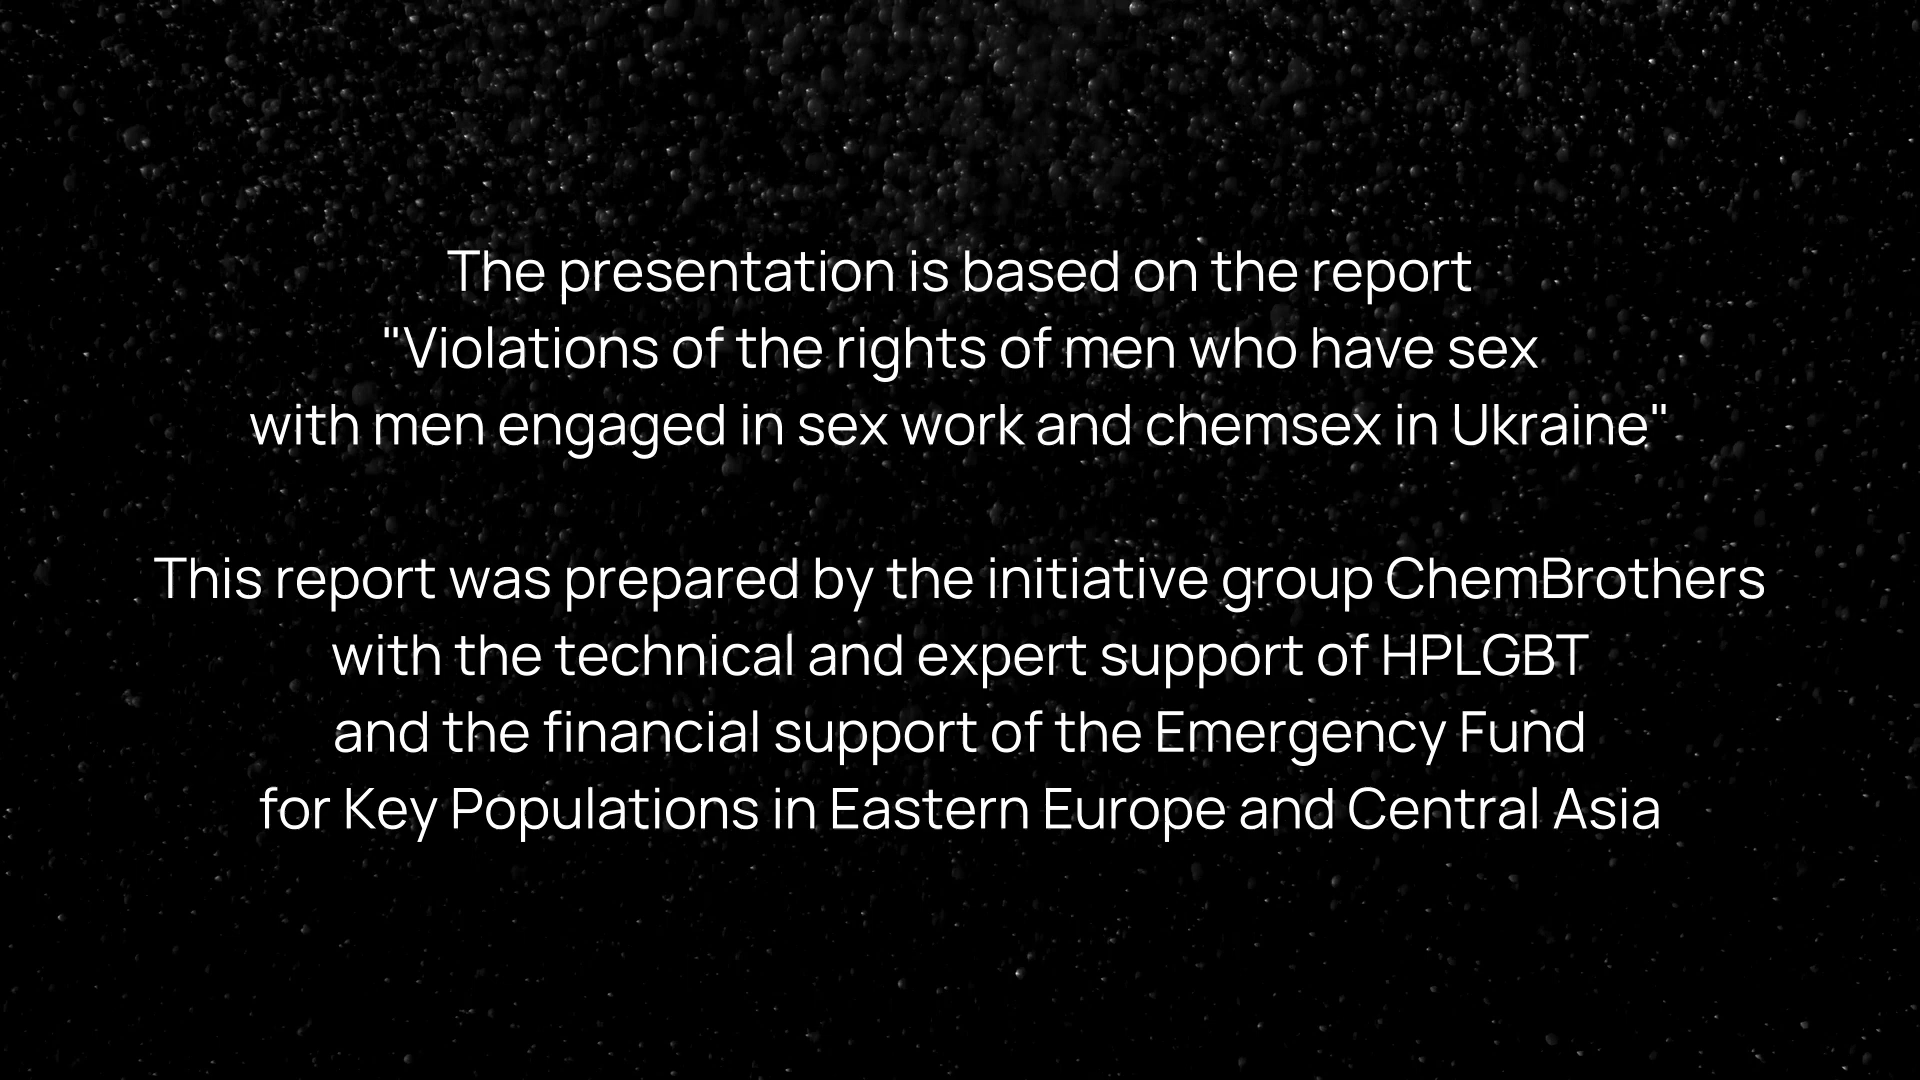 The presentation is based on the report
"Violations of the rights of men who have sex
with men engaged in sex work and chemsex in Ukraine"
This report was prepared by the initiative group ChemBrothers
with the technical and expert support of HPLGBT
and the financial support of the Emergency Fund
for Key Populations in Eastern Europe and Central Asia